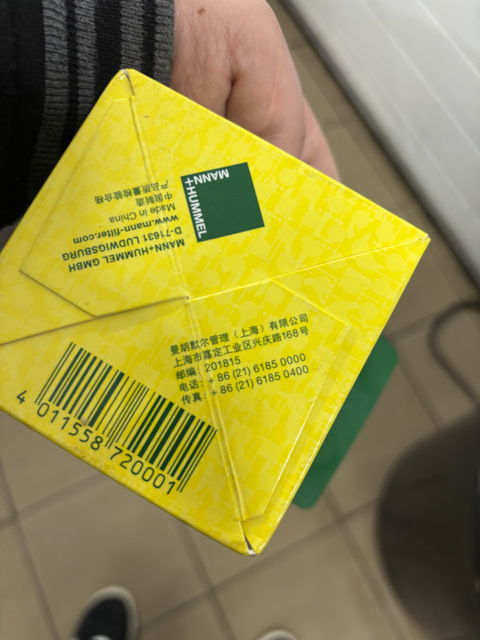 MANN+
HUMMEL
MANN+HUMMEL GMBH
D-71631 LUDWIGSBURG
www.mann-filter.com
Made in China
中国制造
产品质量检验合格
曼胡默尔管理（上海）有限公司
上海市嘉定工业区兴庆路168号
邮编：201815
电话：+ 86 (21) 6185 0000
传真：+ 86 (21) 6185 0400
4 011558 720001